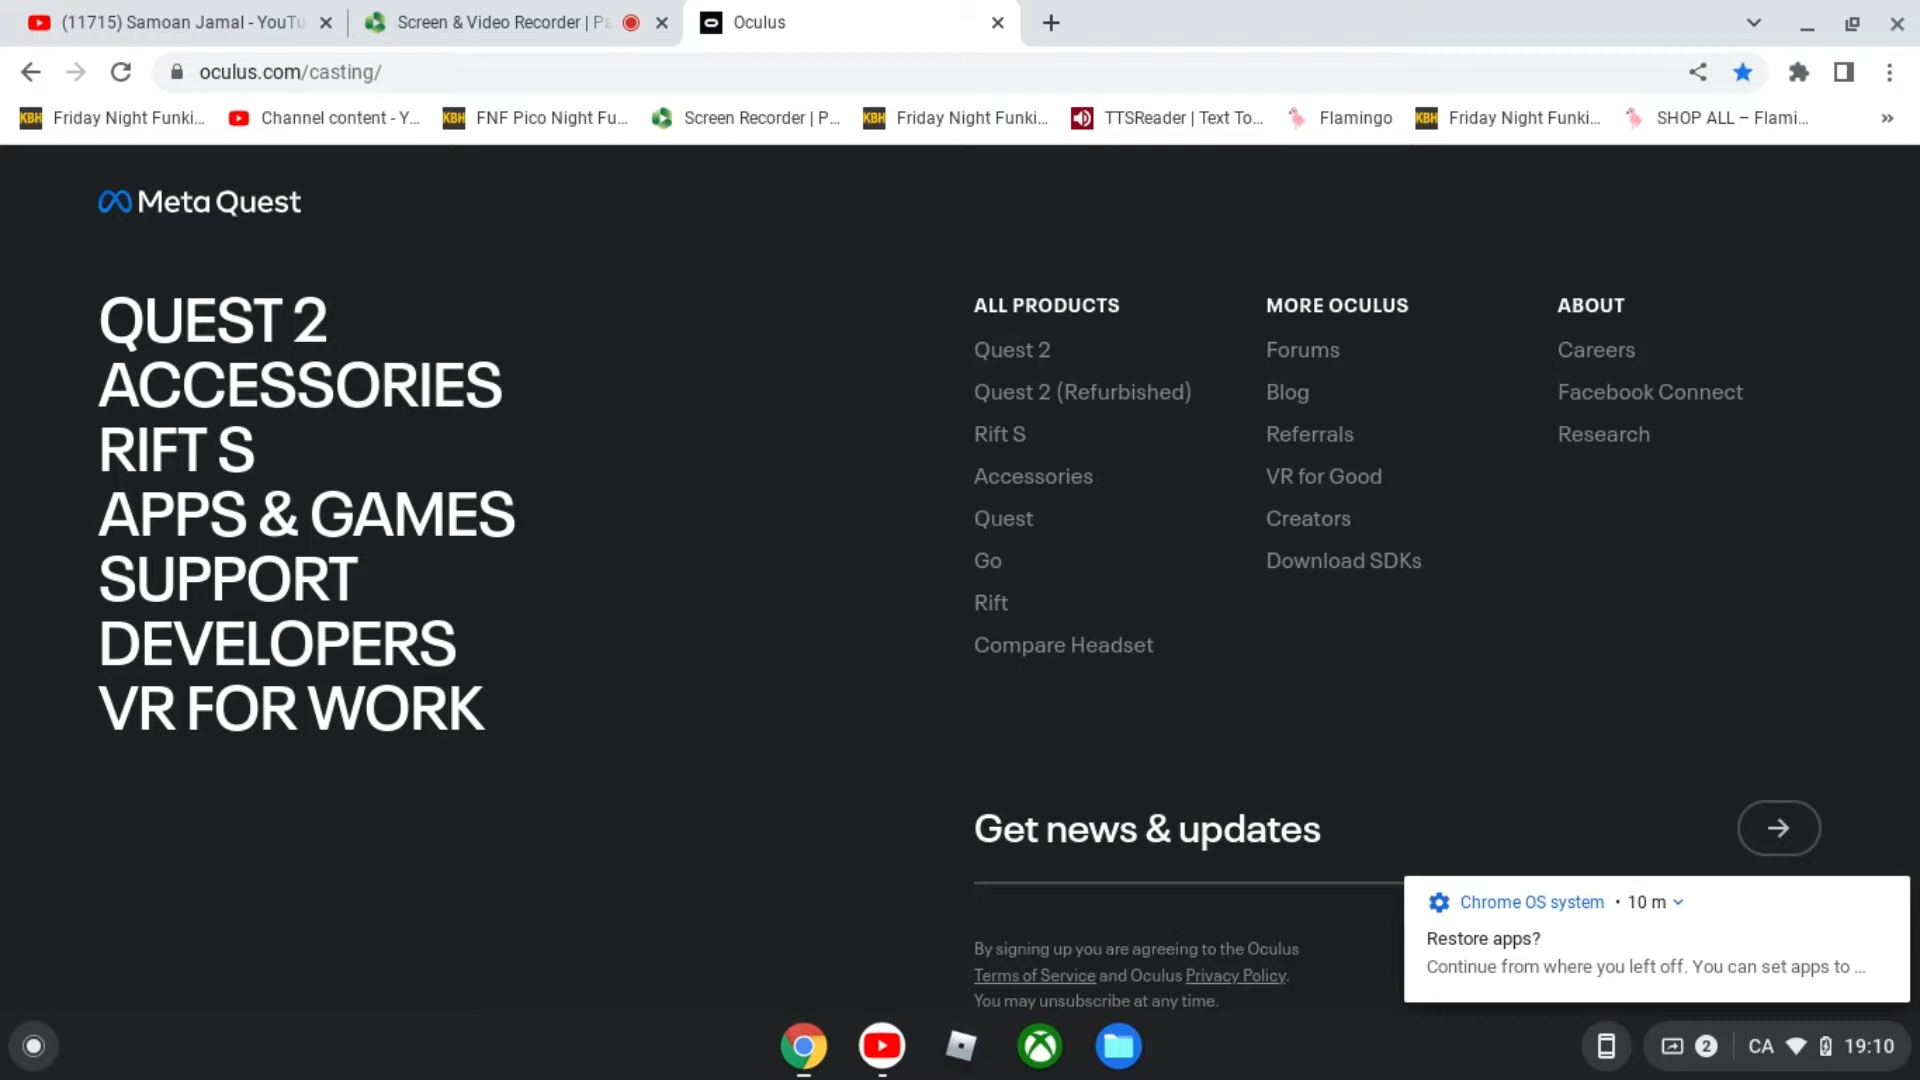 (11715) Samoan Jamal - YouTu
Screen & Video Recorder | Pa
Oculus
oculus.com/casting/
Friday Night Funki...
Channel content - Y...
FNF Pico Night Fu...
Screen Recorder | P...
Friday Night Funki...
TTSReader | Text To...
Flamingo
Friday Night Funki...
SHOP ALL – Flami...
»
Meta Quest
QUEST 2
ACCESSORIES
RIFT S
APPS & GAMES
SUPPORT
DEVELOPERS
VR FOR WORK
ALL PRODUCTS
Quest 2
Quest 2 (Refurbished)
Rift S
Accessories
Quest
Go
Rift
Compare Headset
MORE OCULUS
Forums
Blog
Referrals
VR for Good
Creators
Download SDKs
ABOUT
Careers
Facebook Connect
Research
Get news & updates
By signing up you are agreeing to the Oculus
Terms of Service and Oculus Privacy Policy.
You may unsubscribe at any time.
Chrome OS system • 10 m
Restore apps?
Continue from where you left off. You can set apps to ...
2 CA 19:10